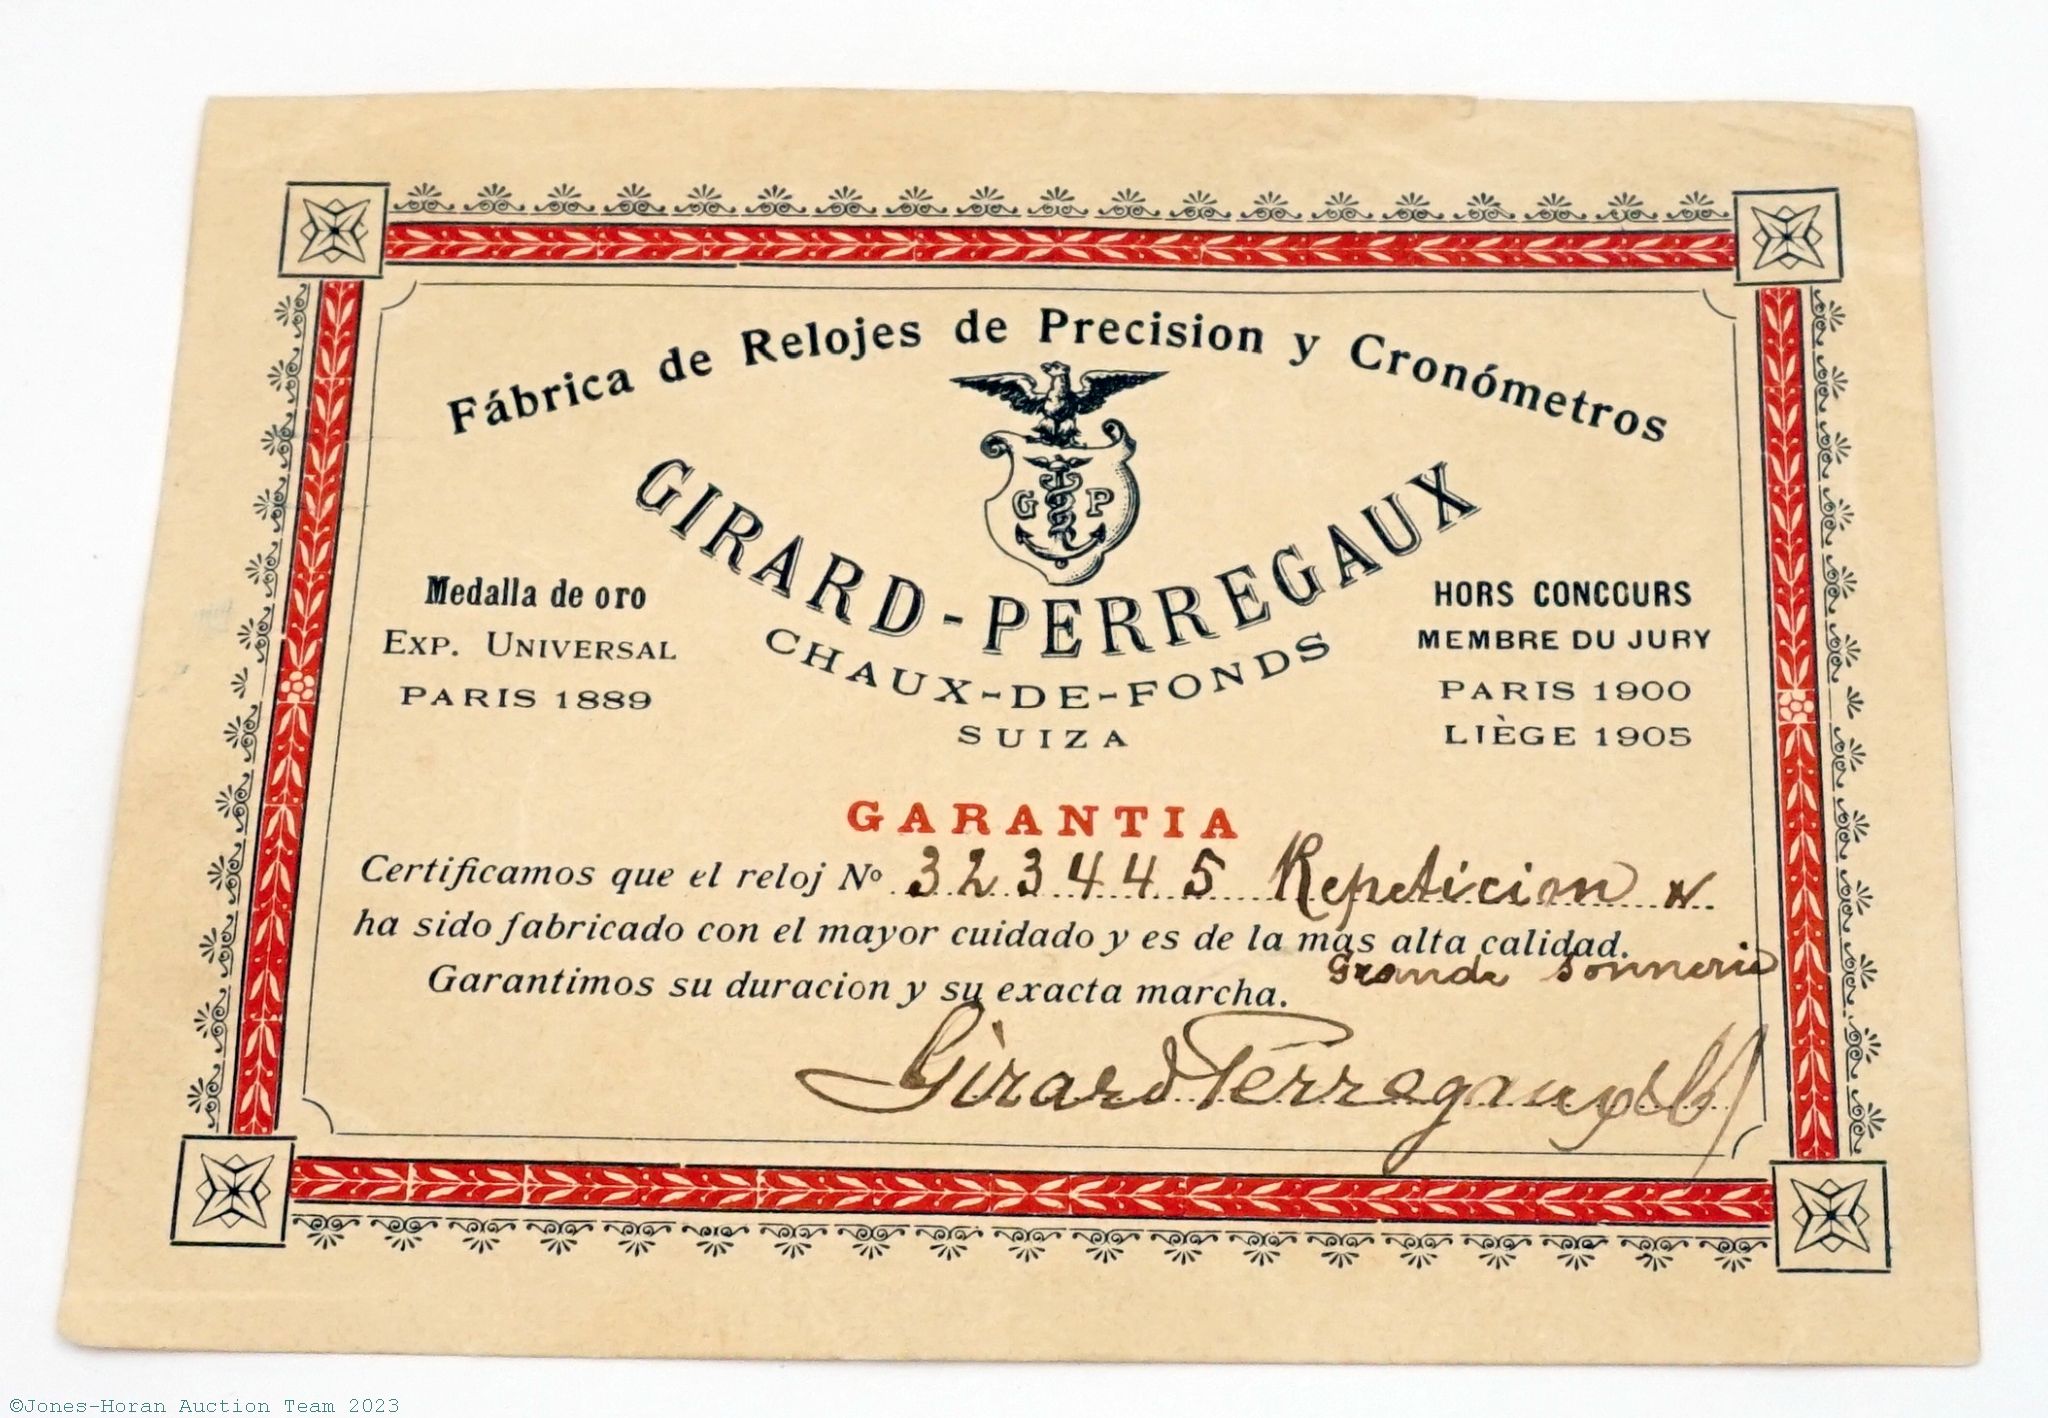 Fábrica de Relojes de Precision y Cronómetros
G P
GIRARD-PERREGAUX
CHAUX-DE-FONDS
SUIZA
Medalla de oro
EXP. UNIVERSAL
PARIS 1889
HORS CONCOURS
MEMBRE DU JURY
PARIS 1900
LIÈGE 1905
GARANTIA
Certificamos que el reloj Nº 323445 Repeticion
ha sido fabricado con el mayor cuidado y es de la mas alta calidad.
Grande Sonnerie
Garantimos su duracion y su exacta marcha.
Girard Perregaux
©Jones-Horan Auction Team 2023